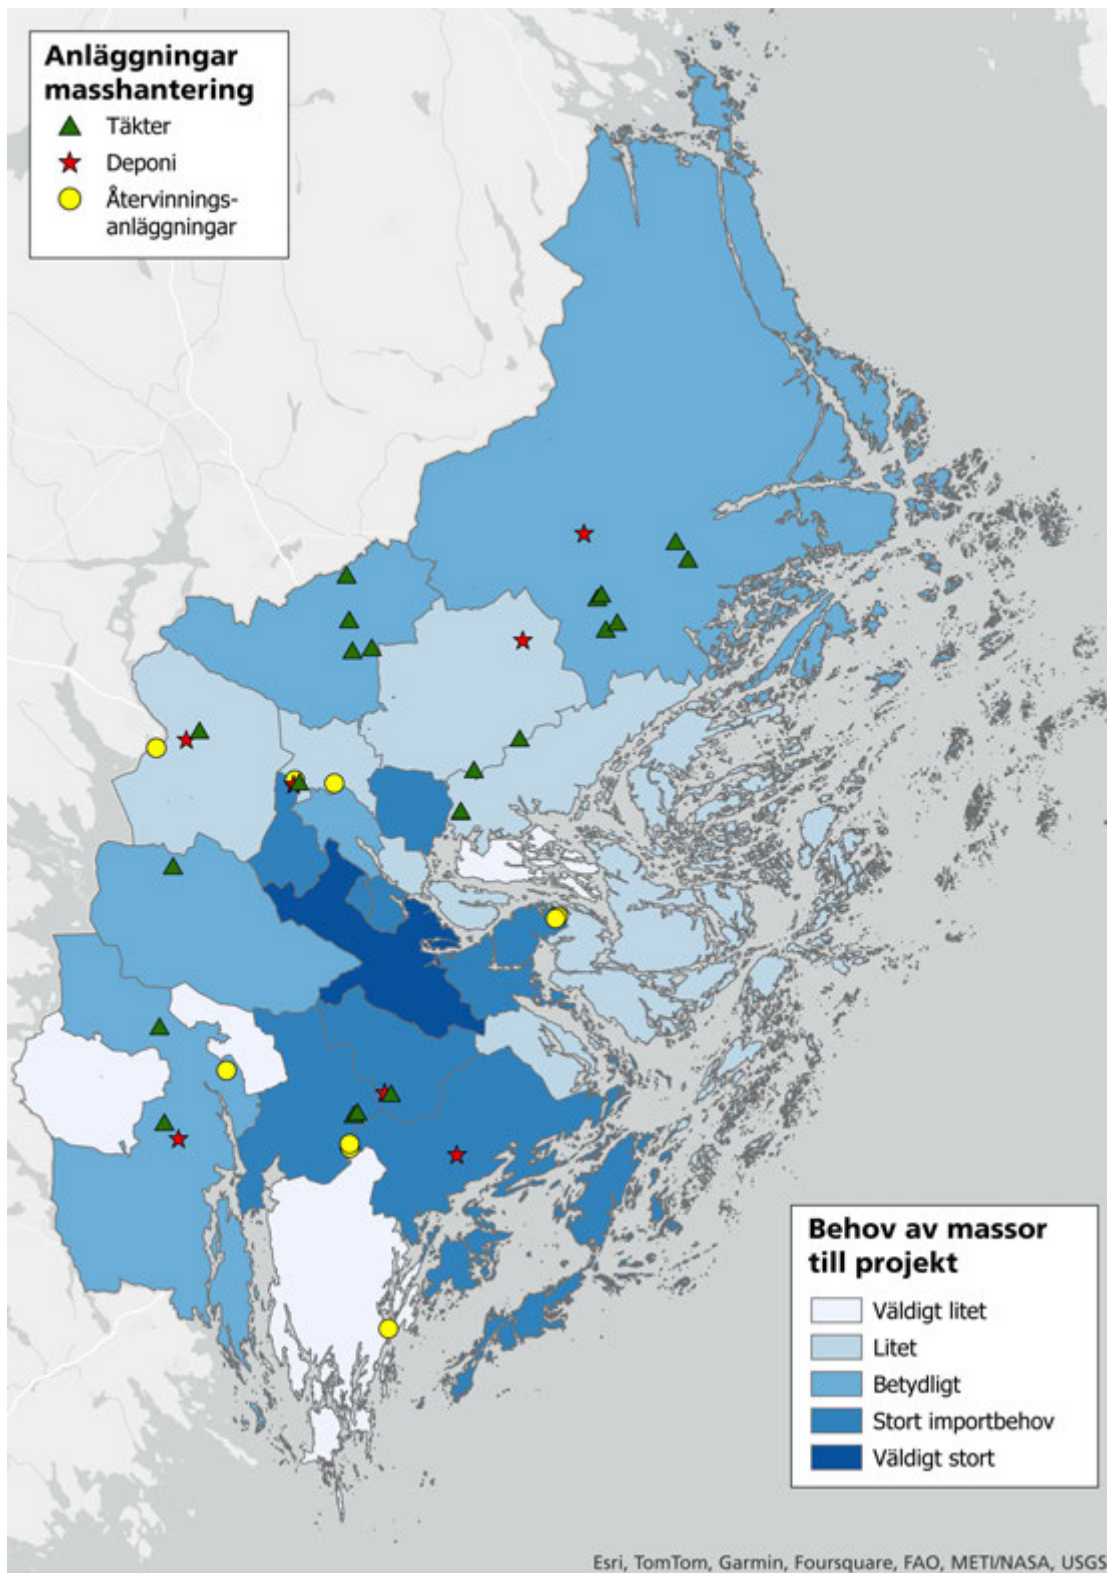 Anläggningar
masshantering
Täkter
Deponi
Återvinnings-
anläggningar
Behov av massor
till projekt
Väldigt litet
Litet
Betydligt
Stort importbehov
Väldigt stort
Esri, TomTom, Garmin, Foursquare, FAO, METI/NASA, USGS